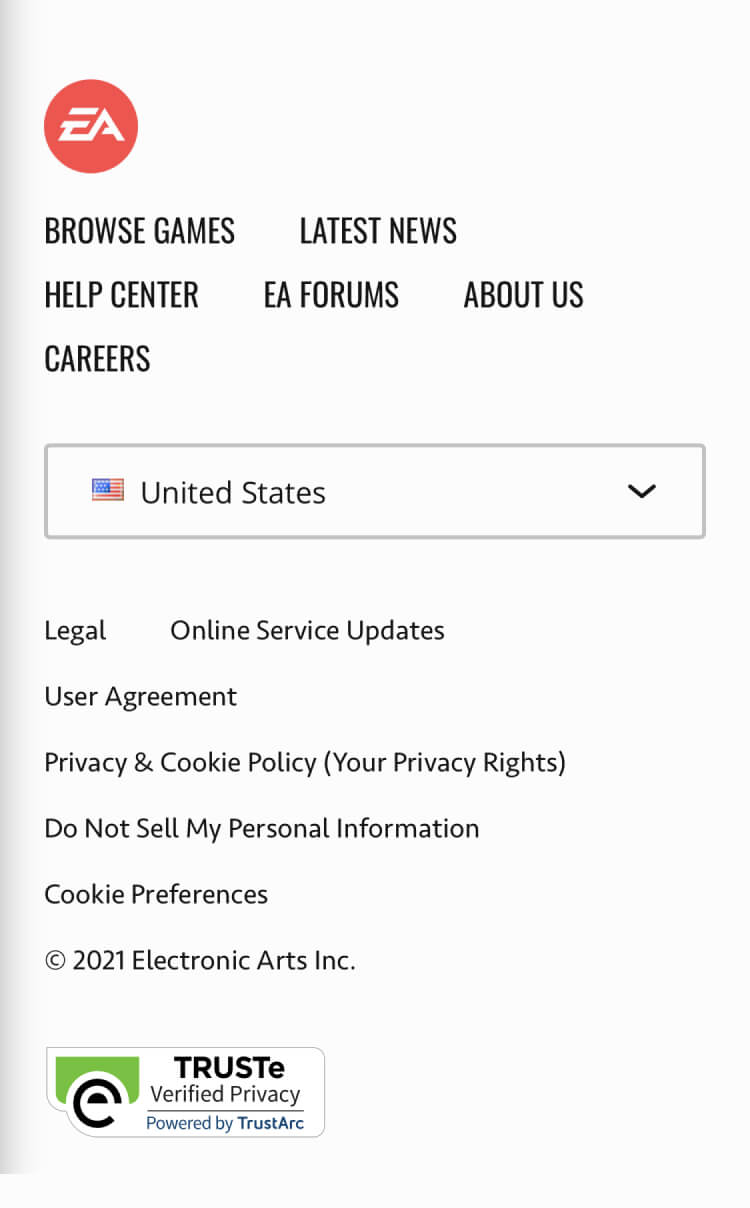 EA
BROWSE GAMES LATEST NEWS
HELP CENTER EA FORUMS ABOUT US
CAREERS
United States
Legal Online Service Updates
User Agreement
Privacy & Cookie Policy (Your Privacy Rights)
Do Not Sell My Personal Information
Cookie Preferences
© 2021 Electronic Arts Inc.
TRUSTe
Verified Privacy
Powered by TrustArc